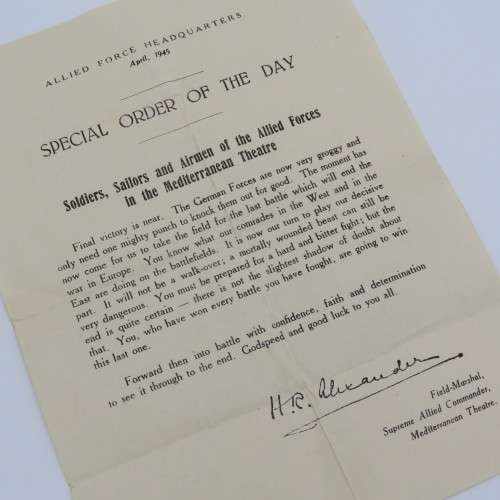 ALLIED FORCE HEADQUARTERS
April, 1945
SPECIAL ORDER OF THE DAY
Soldiers, Sailors and Airmen of the Allied Forces
in the Mediterranean Theatre
Final victory is near. The German Forces are now very groggy and
only need one mighty punch to knock them out for good. The moment has
now come for us to take the field for the last battle which will end the
war in Europe. You know what our comrades in the West and in the
East are doing on the battlefields. It is now our turn to play our decisive
part. It will not be a walk-over; a mortally wounded beast can still be
very dangerous. You must be prepared for a hard and bitter fight; but the
end is quite certain — there is not the slightest shadow of doubt about
that. You, who have won every battle you have fought, are going to win
this last one.
Forward then into battle with confidence, faith and determination
to see it through to the end. Godspeed and good luck to you all.
H.R. Alexander
Field-Marshal,
Supreme Allied Commander,
Mediterranean Theatre.